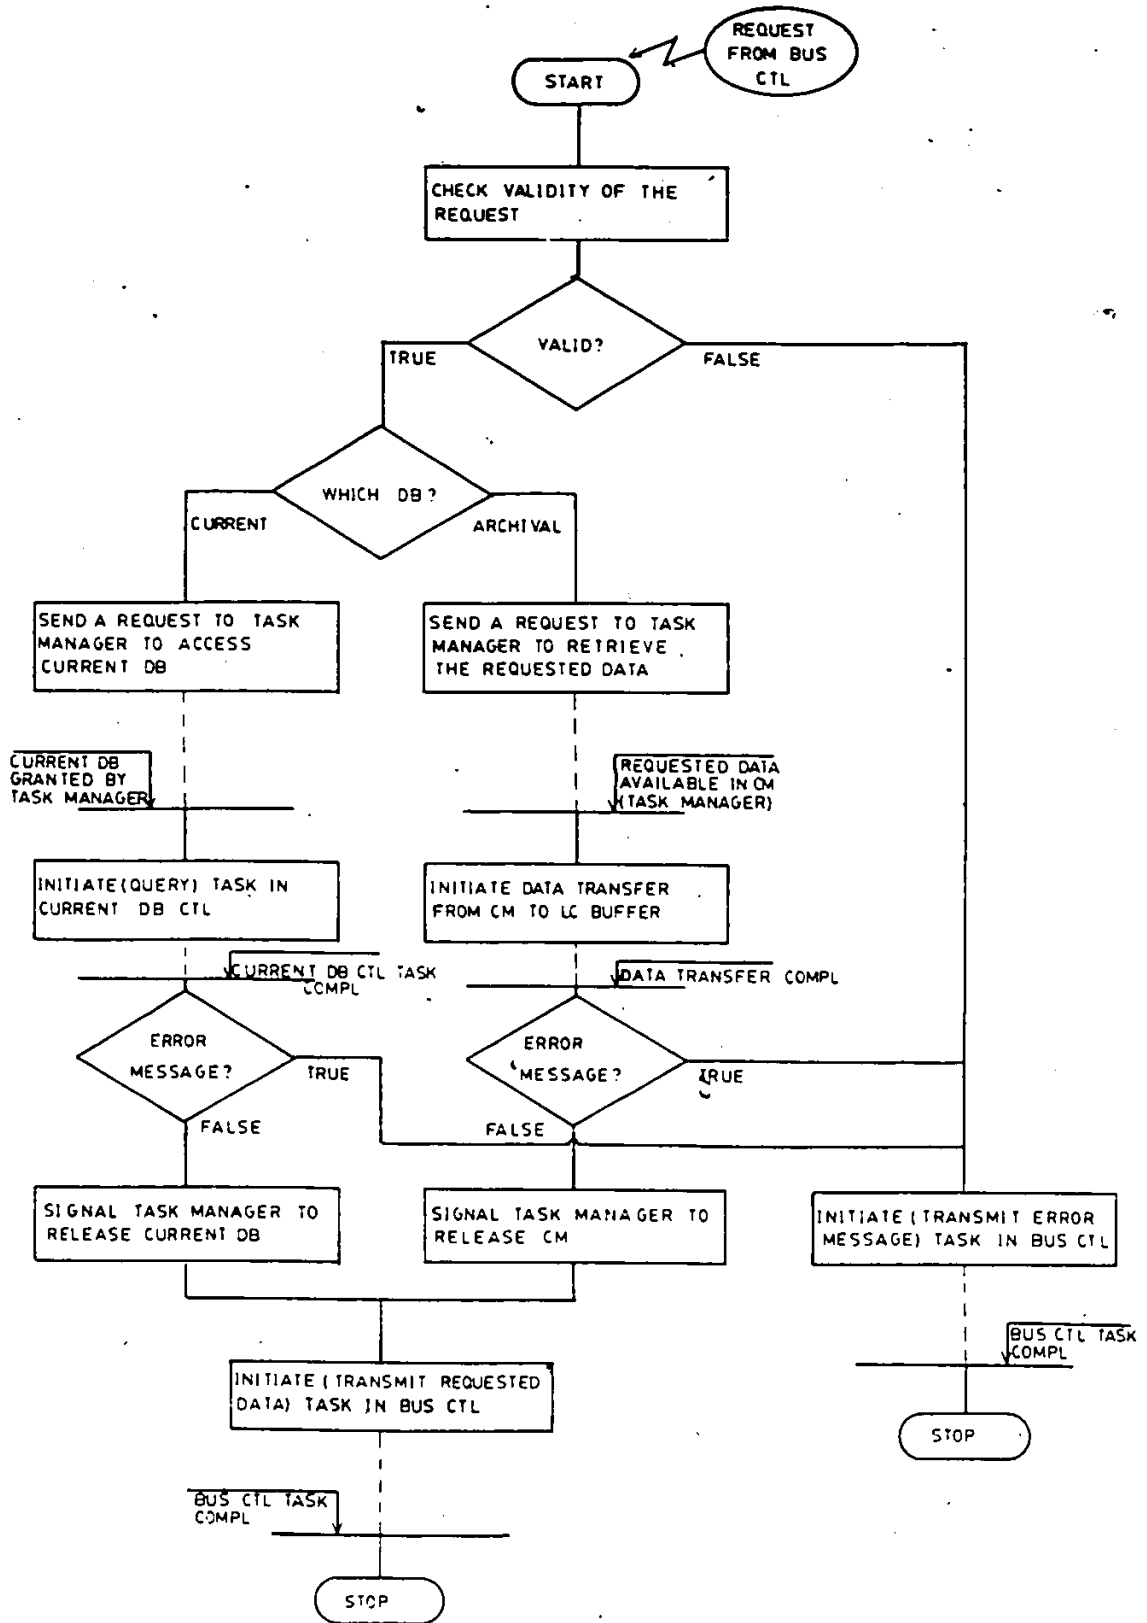 REQUEST
FROM BUS
CTL
START
CHECK VALIDITY OF THE
REQUEST
VALID?
TRUE
FALSE
WHICH DB?
CURRENT
ARCHIVAL
SEND A REQUEST TO TASK
MANAGER TO ACCESS
CURRENT DB
SEND A REQUEST TO TASK
MANAGER TO RETRIEVE
THE REQUESTED DATA
CURRENT DB
GRANTED BY
TASK MANAGER
REQUESTED DATA
AVAILABLE IN CM
(TASK MANAGER)
INITIATE(QUERY) TASK IN
CURRENT DB CTL
INITIATE DATA TRANSFER
FROM CM TO LC BUFFER
CURRENT DB CTL TASK
COMPL
DATA TRANSFER COMPL
ERROR
MESSAGE?
TRUE
FALSE
ERROR
MESSAGE?
TRUE
FALSE
SIGNAL TASK MANAGER TO
RELEASE CURRENT DB
SIGNAL TASK MANAGER TO
RELEASE CM
INITIATE (TRANSMIT ERROR
MESSAGE) TASK IN BUS CTL
BUS CTL TASK
COMPL
STOP
INITIATE (TRANSMIT REQUESTED
DATA) TASK IN BUS CTL
BUS CTL TASK
COMPL
STOP